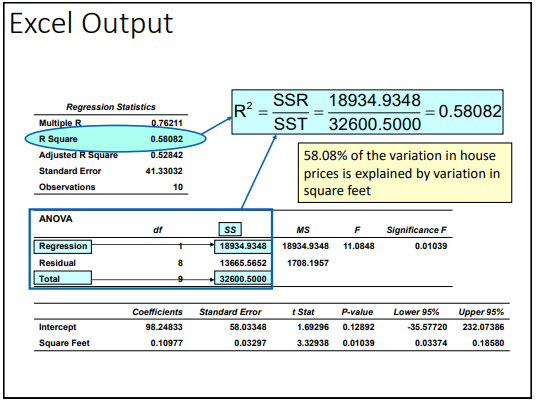 Excel Output
Regression Statistics
Multiple R 0.76211
R Square 0.58082
Adjusted R Square 0.52842
Standard Error 41.33032
Observations 10
R² = SSR / SST = 18934.9348 / 32600.5000 = 0.58082
58.08% of the variation in house
prices is explained by variation in
square feet
ANOVA
df SS MS F Significance F
Regression 1 18934.9348 18934.9348 11.0848 0.01039
Residual 8 13665.5652 1708.1957
Total 9 32600.5000
Coefficients Standard Error t Stat P-value Lower 95% Upper 95%
Intercept 98.24833 58.03348 1.69296 0.12892 -35.57720 232.07386
Square Feet 0.10977 0.03297 3.32938 0.01039 0.03374 0.18580